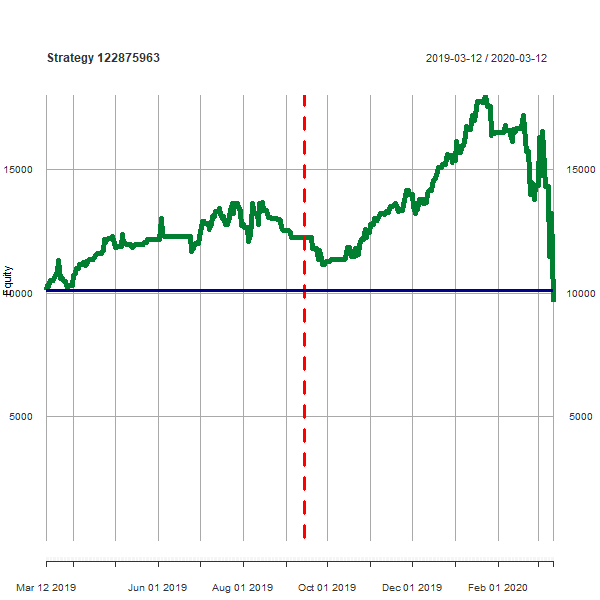 Strategy 122875963 2019-03-12 / 2020-03-12
15000 15000
Equity
10000 10000
5000 5000
Mar 12 2019 Jun 01 2019 Aug 01 2019 Oct 01 2019 Dec 01 2019 Feb 01 2020